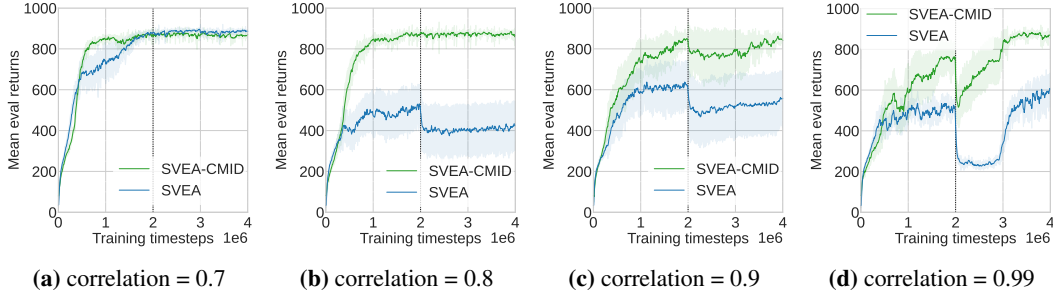 1000
800
600
400
200
0
Mean eval returns
SVEA-CMID
SVEA
0 1 2 3 4
Training timesteps 1e6
(a) correlation = 0.7
1000
800
600
400
200
0
Mean eval returns
SVEA-CMID
SVEA
0 1 2 3 4
Training timesteps 1e6
(b) correlation = 0.8
1000
800
600
400
200
0
Mean eval returns
SVEA-CMID
SVEA
0 1 2 3 4
Training timesteps 1e6
(c) correlation = 0.9
1000
800
600
400
200
0
Mean eval returns
SVEA-CMID
SVEA
0 1 2 3 4
Training timesteps 1e6
(d) correlation = 0.99